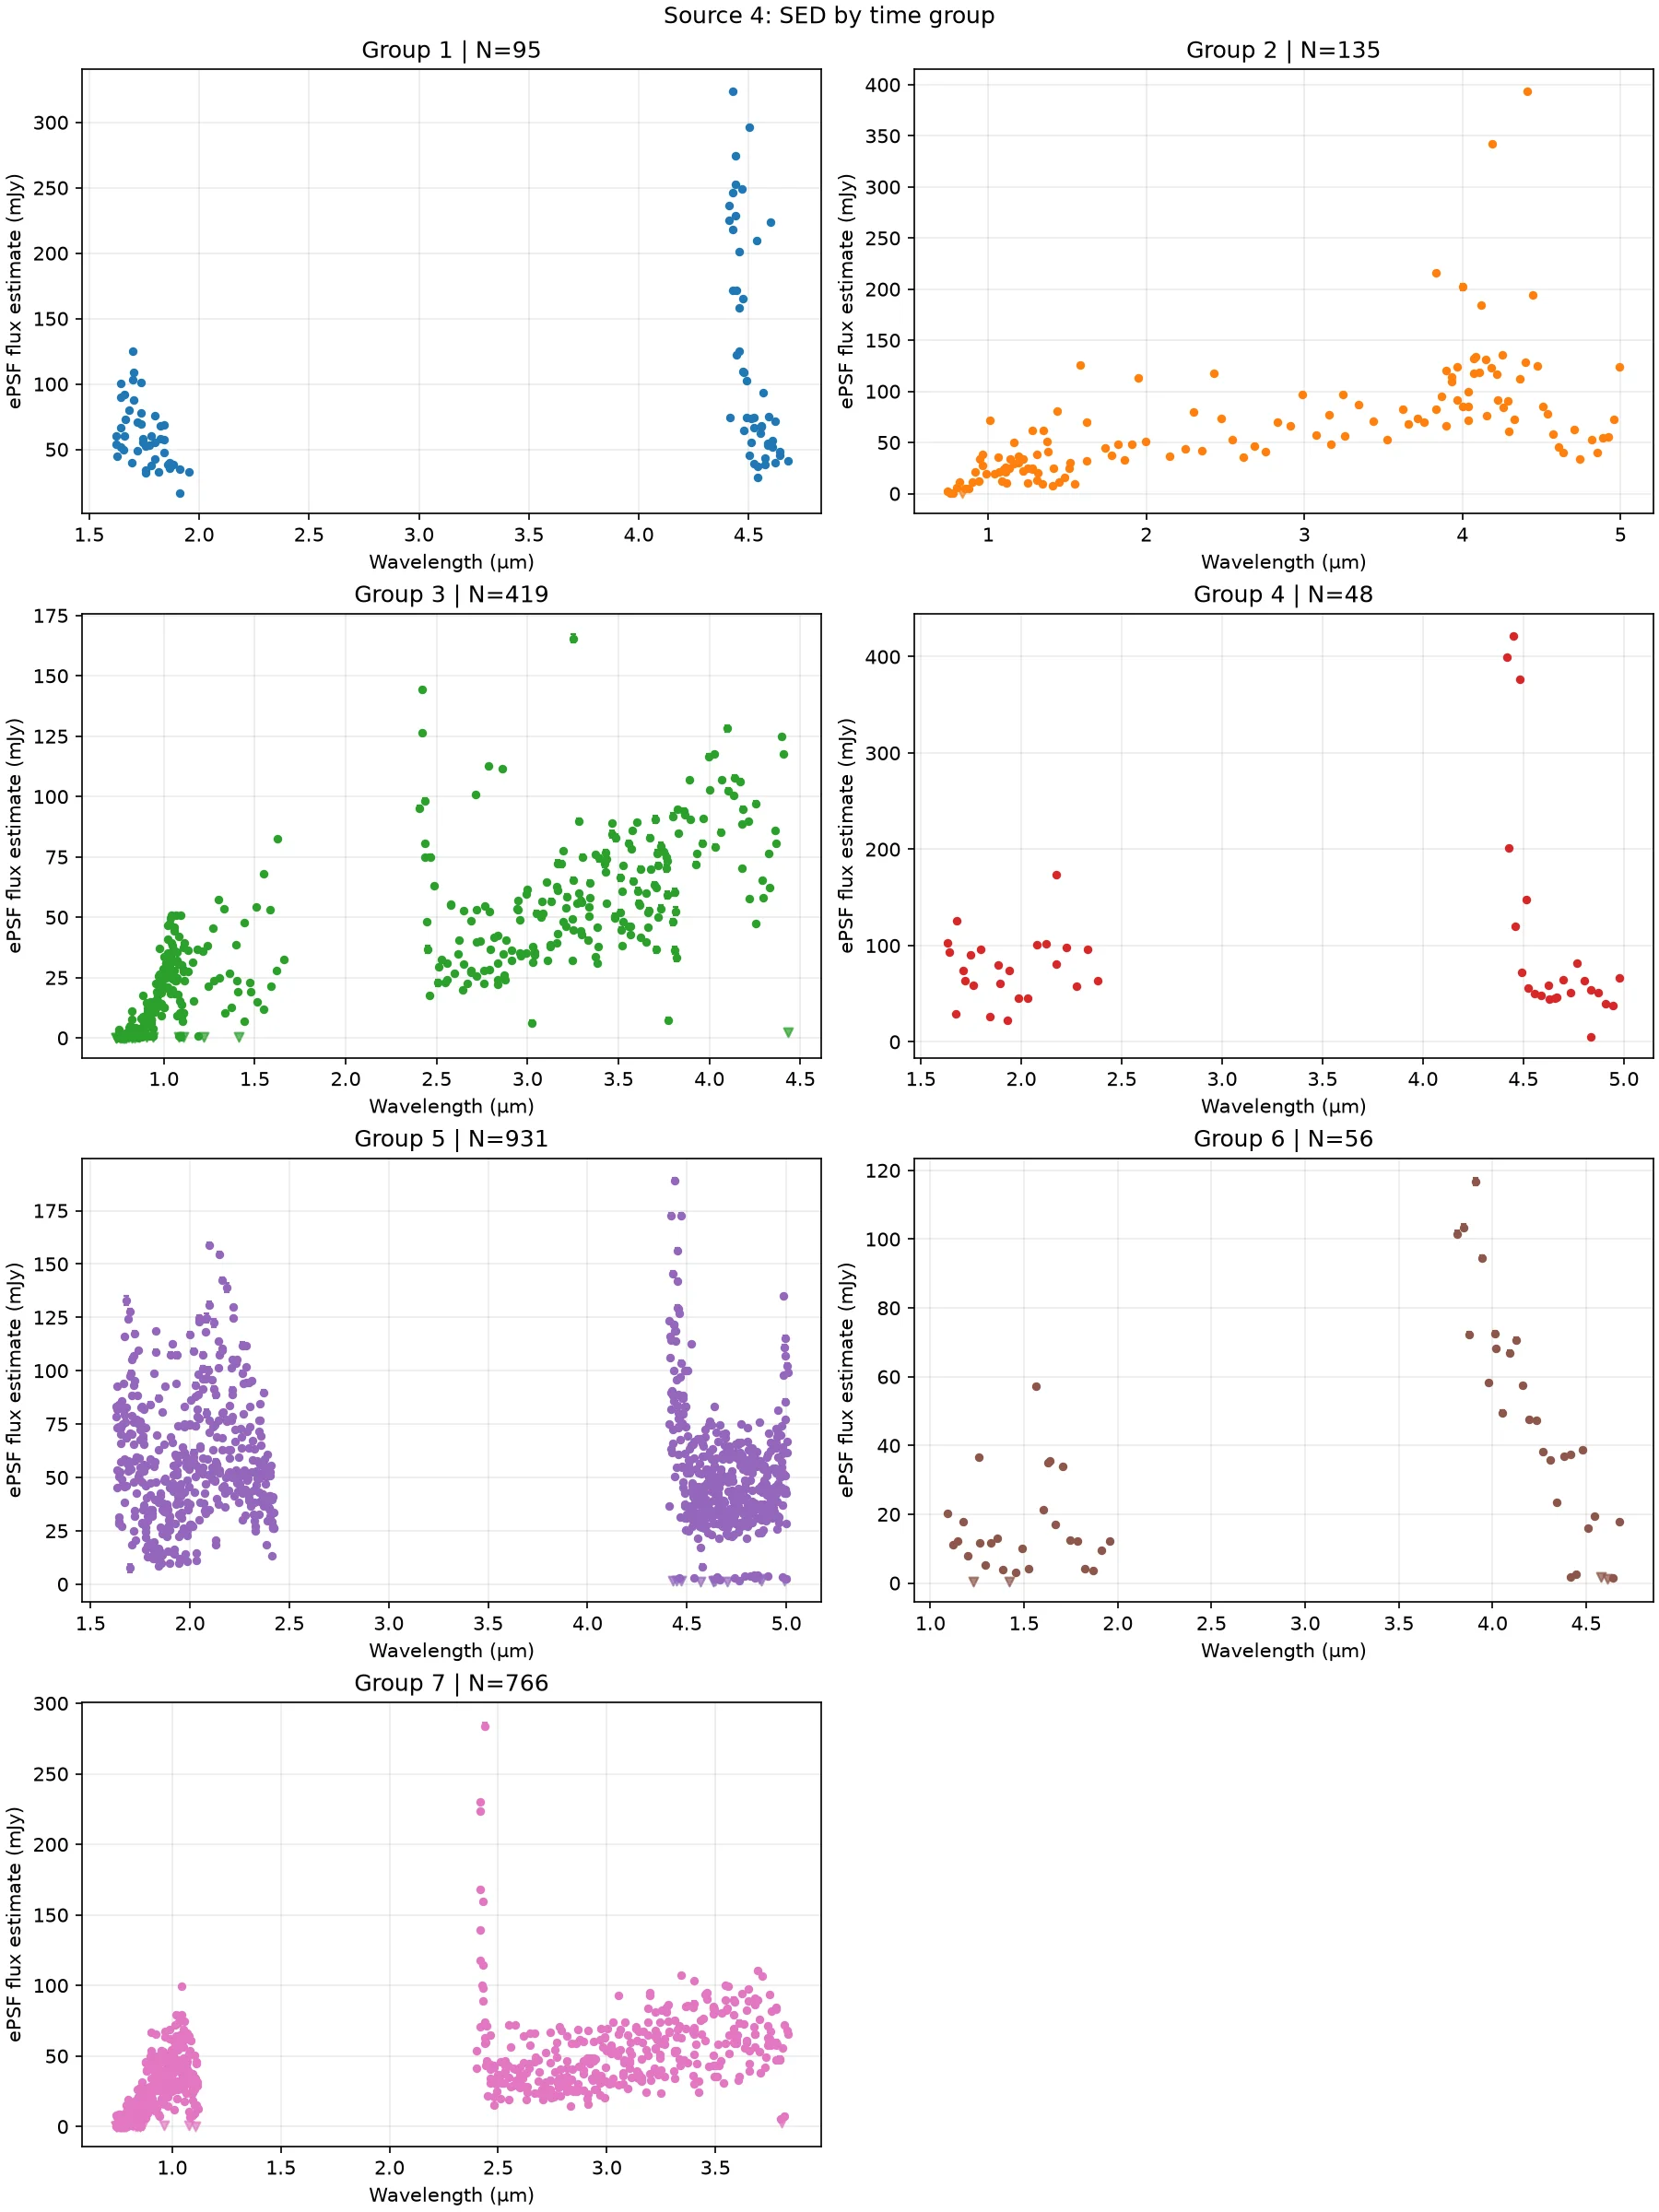 Source 4: SED by time group
Group 1 | N=95
ePSF flux estimate (mJy)
300
250
200
150
100
50
1.5 2.0 2.5 3.0 3.5 4.0 4.5
Wavelength (μm)
Group 2 | N=135
ePSF flux estimate (mJy)
400
350
300
250
200
150
100
50
0
1 2 3 4 5
Wavelength (μm)
Group 3 | N=419
ePSF flux estimate (mJy)
175
150
125
100
75
50
25
0
1.0 1.5 2.0 2.5 3.0 3.5 4.0 4.5
Wavelength (μm)
Group 4 | N=48
ePSF flux estimate (mJy)
400
300
200
100
0
1.5 2.0 2.5 3.0 3.5 4.0 4.5 5.0
Wavelength (μm)
Group 5 | N=931
ePSF flux estimate (mJy)
175
150
125
100
75
50
25
0
1.5 2.0 2.5 3.0 3.5 4.0 4.5 5.0
Wavelength (μm)
Group 6 | N=56
ePSF flux estimate (mJy)
120
100
80
60
40
20
0
1.0 1.5 2.0 2.5 3.0 3.5 4.0 4.5
Wavelength (μm)
Group 7 | N=766
ePSF flux estimate (mJy)
300
250
200
150
100
50
0
1.0 1.5 2.0 2.5 3.0 3.5
Wavelength (μm)